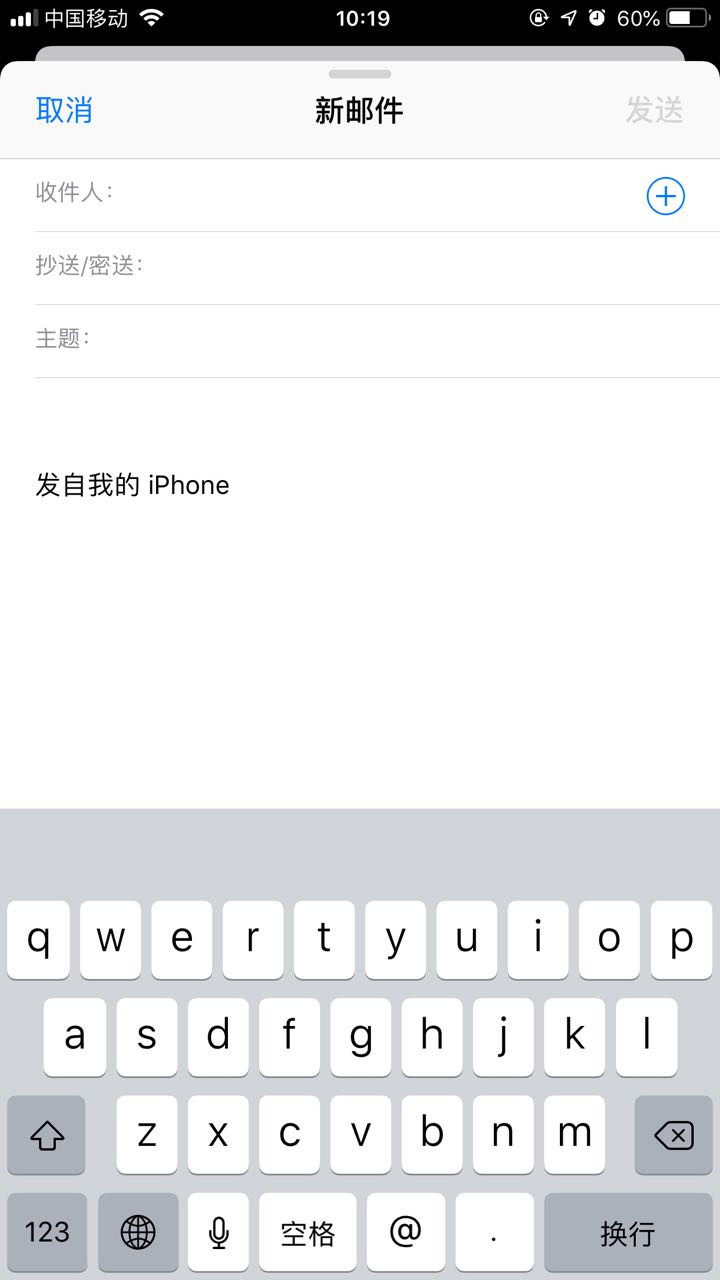 中国移动 10:19 60%
取消 新邮件 发送
收件人：
抄送/密送：
主题：
发自我的 iPhone
q w e r t y u i o p
a s d f g h j k l
z x c v b n m
123 空格 @ . 换行